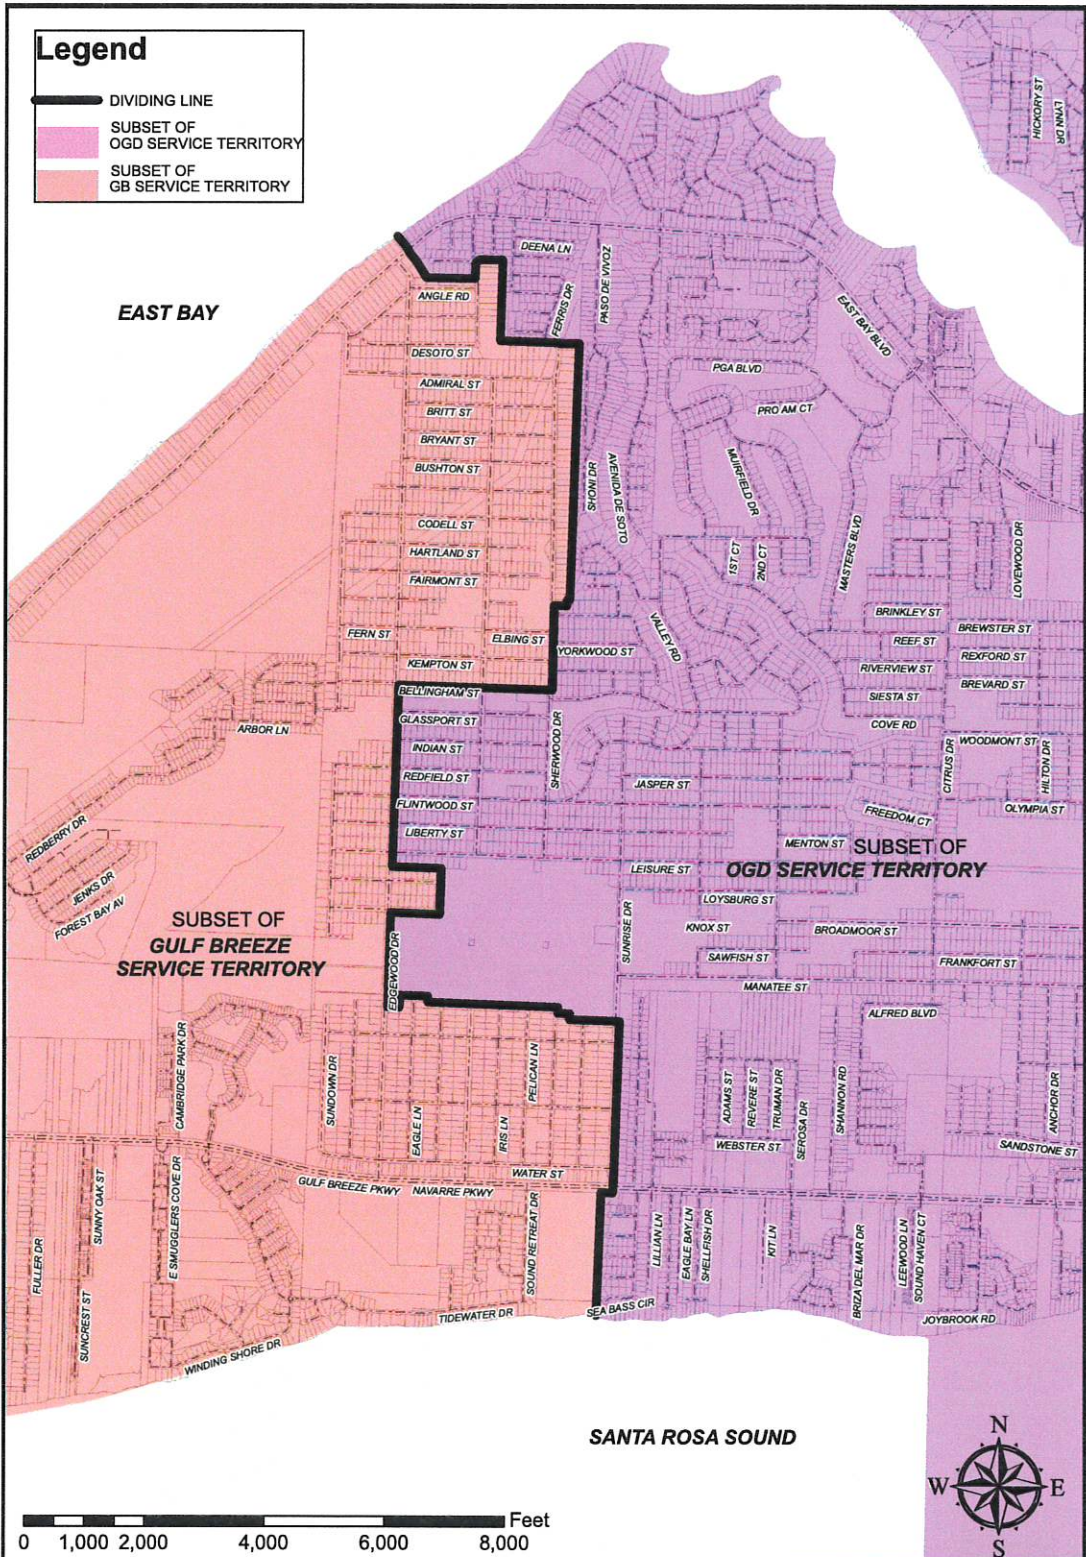 Legend
DIVIDING LINE
SUBSET OF
OGD SERVICE TERRITORY
SUBSET OF
GB SERVICE TERRITORY
HICKORY ST
LYNN DR
EAST BAY
DEENA LN
PASO DE VIVOZ
FERRIS DR
ANGLE RD
EAST BAY BLVD
DESOTO ST
PGA BLVD
ADMIRAL ST
PRO AM CT
BRITT ST
BRYANT ST
BUSHTON ST
SHONI DR
AVENIDA DE SOTO
MUIRFIELD DR
CODELL ST
HARTLAND ST
FAIRMONT ST
1ST CT
2ND CT
MASTERS BLVD
LOVEWOOD DR
BRINKLEY ST
BREWSTER ST
FERN ST
ELBING ST
YORKWOOD ST
VALLEY RD
REEF ST
REXFORD ST
KEMPTON ST
RIVERVIEW ST
BREVARD ST
BELLINGHAM ST
SIESTA ST
GLASSPORT ST
COVE RD
ARBOR LN
INDIAN ST
SHERWOOD DR
WOODMONT ST
CITRUS DR
HILTON DR
REDFIELD ST
JASPER ST
FLINTWOOD ST
FREEDOM CT
OLYMPIA ST
LIBERTY ST
MENTON ST
SUBSET OF
OGD SERVICE TERRITORY
REDBERRY DR
JENKS DR
FOREST BAY AV
LEISURE ST
LOYSBURG ST
SUBSET OF
GULF BREEZE
SERVICE TERRITORY
EDGEWOOD DR
SUNRISE DR
KNOX ST
BROADMOOR ST
SAWFISH ST
FRANKFORT ST
MANATEE ST
ALFRED BLVD
CAMBRIDGE PARK DR
SUNDOWN DR
EAGLE LN
IRIS LN
PELICAN LN
ADAMS ST
REVERE ST
TRUMAN DR
SEROSA DR
SHANNON RD
ANCHOR DR
WEBSTER ST
SANDSTONE ST
WATER ST
GULF BREEZE PKWY
NAVARRE PKWY
FULLER DR
SUNNY OAK ST
SUNCREST ST
E SMUGGLERS COVE DR
SOUND RETREAT DR
LILLIAN LN
EAGLE BAY LN
SHELLFISH DR
KIT LN
BRIZA DEL MAR DR
LEEWOOD LN
SOUND HAVEN CT
TIDEWATER DR
SEA BASS CIR
JOYBROOK RD
WINDING SHORE DR
SANTA ROSA SOUND
N
W
E
S
Feet
0 1,000 2,000 4,000 6,000 8,000